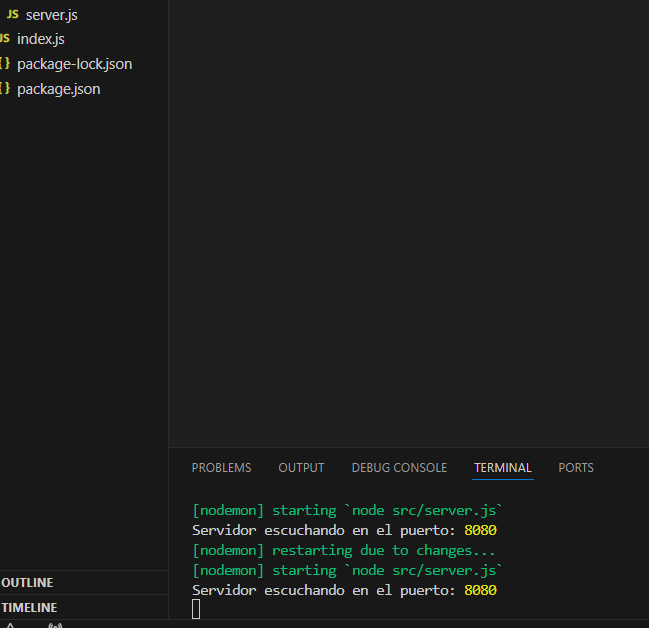 JS server.js
JS index.js
{} package-lock.json
{} package.json
OUTLINE
TIMELINE
PROBLEMS OUTPUT DEBUG CONSOLE TERMINAL PORTS
[nodemon] starting `node src/server.js`
Servidor escuchando en el puerto: 8080
[nodemon] restarting due to changes...
[nodemon] starting `node src/server.js`
Servidor escuchando en el puerto: 8080